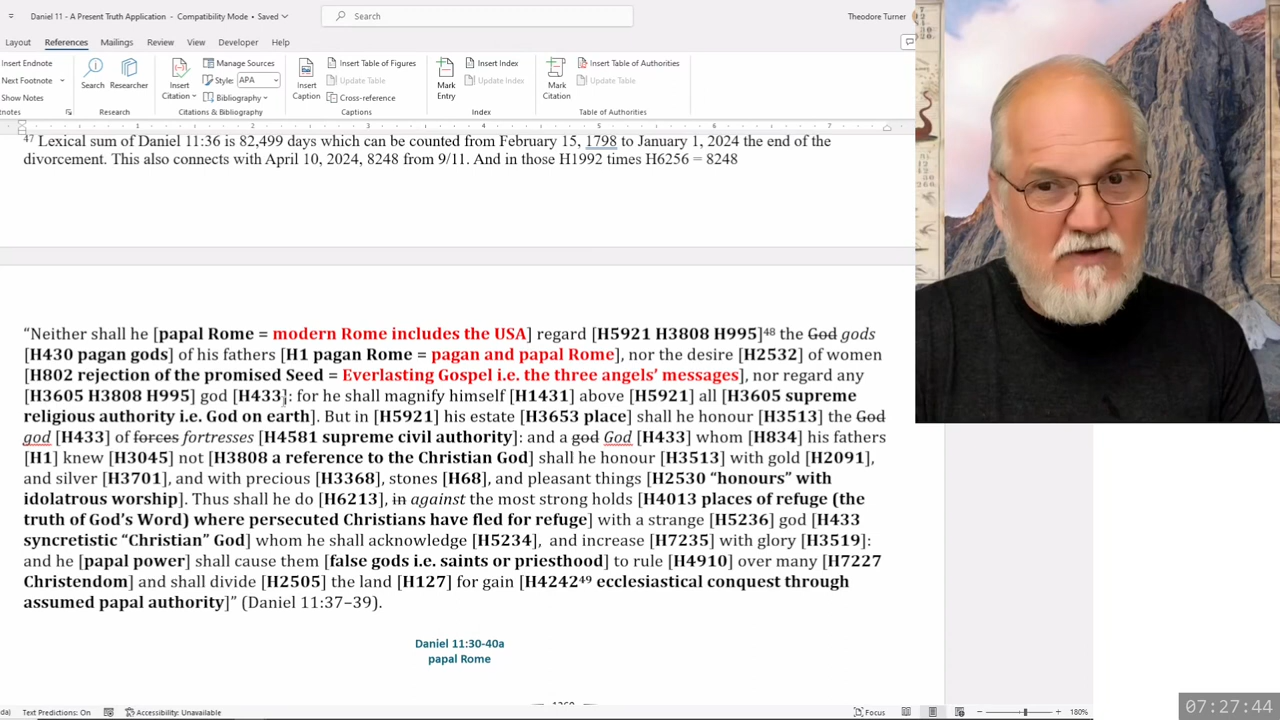 Daniel 11 - A Present Truth Application - Compatibility Mode • Saved
Search
Theodore Turner
Layout References Mailings Review View Developer Help
Insert Endnote
Next Footnote
Show Notes
Search
Researcher
Insert Citation
Manage Sources
Style: APA
Bibliography
Insert Caption
Insert Table of Figures
Update Table
Cross-reference
Mark Entry
Insert Index
Update Index
Mark Citation
Insert Table of Authorities
Update Table
notes Research Citations & Bibliography Captions Index Table of Authorities
1 2 3 4 5 6 7
47 Lexical sum of Daniel 11:36 is 82,499 days which can be counted from February 15, 1798 to January 1, 2024 the end of the
divorcement. This also connects with April 10, 2024, 8248 from 9/11. And in those H1992 times H6256 = 8248
“Neither shall he [papal Rome = modern Rome includes the USA] regard [H5921 H3808 H995]48 the God gods
[H430 pagan gods] of his fathers [H1 pagan Rome = pagan and papal Rome], nor the desire [H2532] of women
[H802 rejection of the promised Seed = Everlasting Gospel i.e. the three angels’ messages], nor regard any
[H3605 H3808 H995] god [H433]: for he shall magnify himself [H1431] above [H5921] all [H3605 supreme
religious authority i.e. God on earth]. But in [H5921] his estate [H3653 place] shall he honour [H3513] the God
god [H433] of forces fortresses [H4581 supreme civil authority]: and a god God [H433] whom [H834] his fathers
[H1] knew [H3045] not [H3808 a reference to the Christian God] shall he honour [H3513] with gold [H2091],
and silver [H3701], and with precious [H3368], stones [H68], and pleasant things [H2530 “honours” with
idolatrous worship]. Thus shall he do [H6213], in against the most strong holds [H4013 places of refuge (the
truth of God’s Word) where persecuted Christians have fled for refuge] with a strange [H5236] god [H433
syncretistic “Christian” God] whom he shall acknowledge [H5234], and increase [H7235] with glory [H3519]:
and he [papal power] shall cause them [false gods i.e. saints or priesthood] to rule [H4910] over many [H7227
Christendom] and shall divide [H2505] the land [H127] for gain [H424249 ecclesiastical conquest through
assumed papal authority]” (Daniel 11:37–39).
Daniel 11:30-40a
papal Rome
Text Predictions: On Accessibility: Unavailable Focus 180%
07:27:44